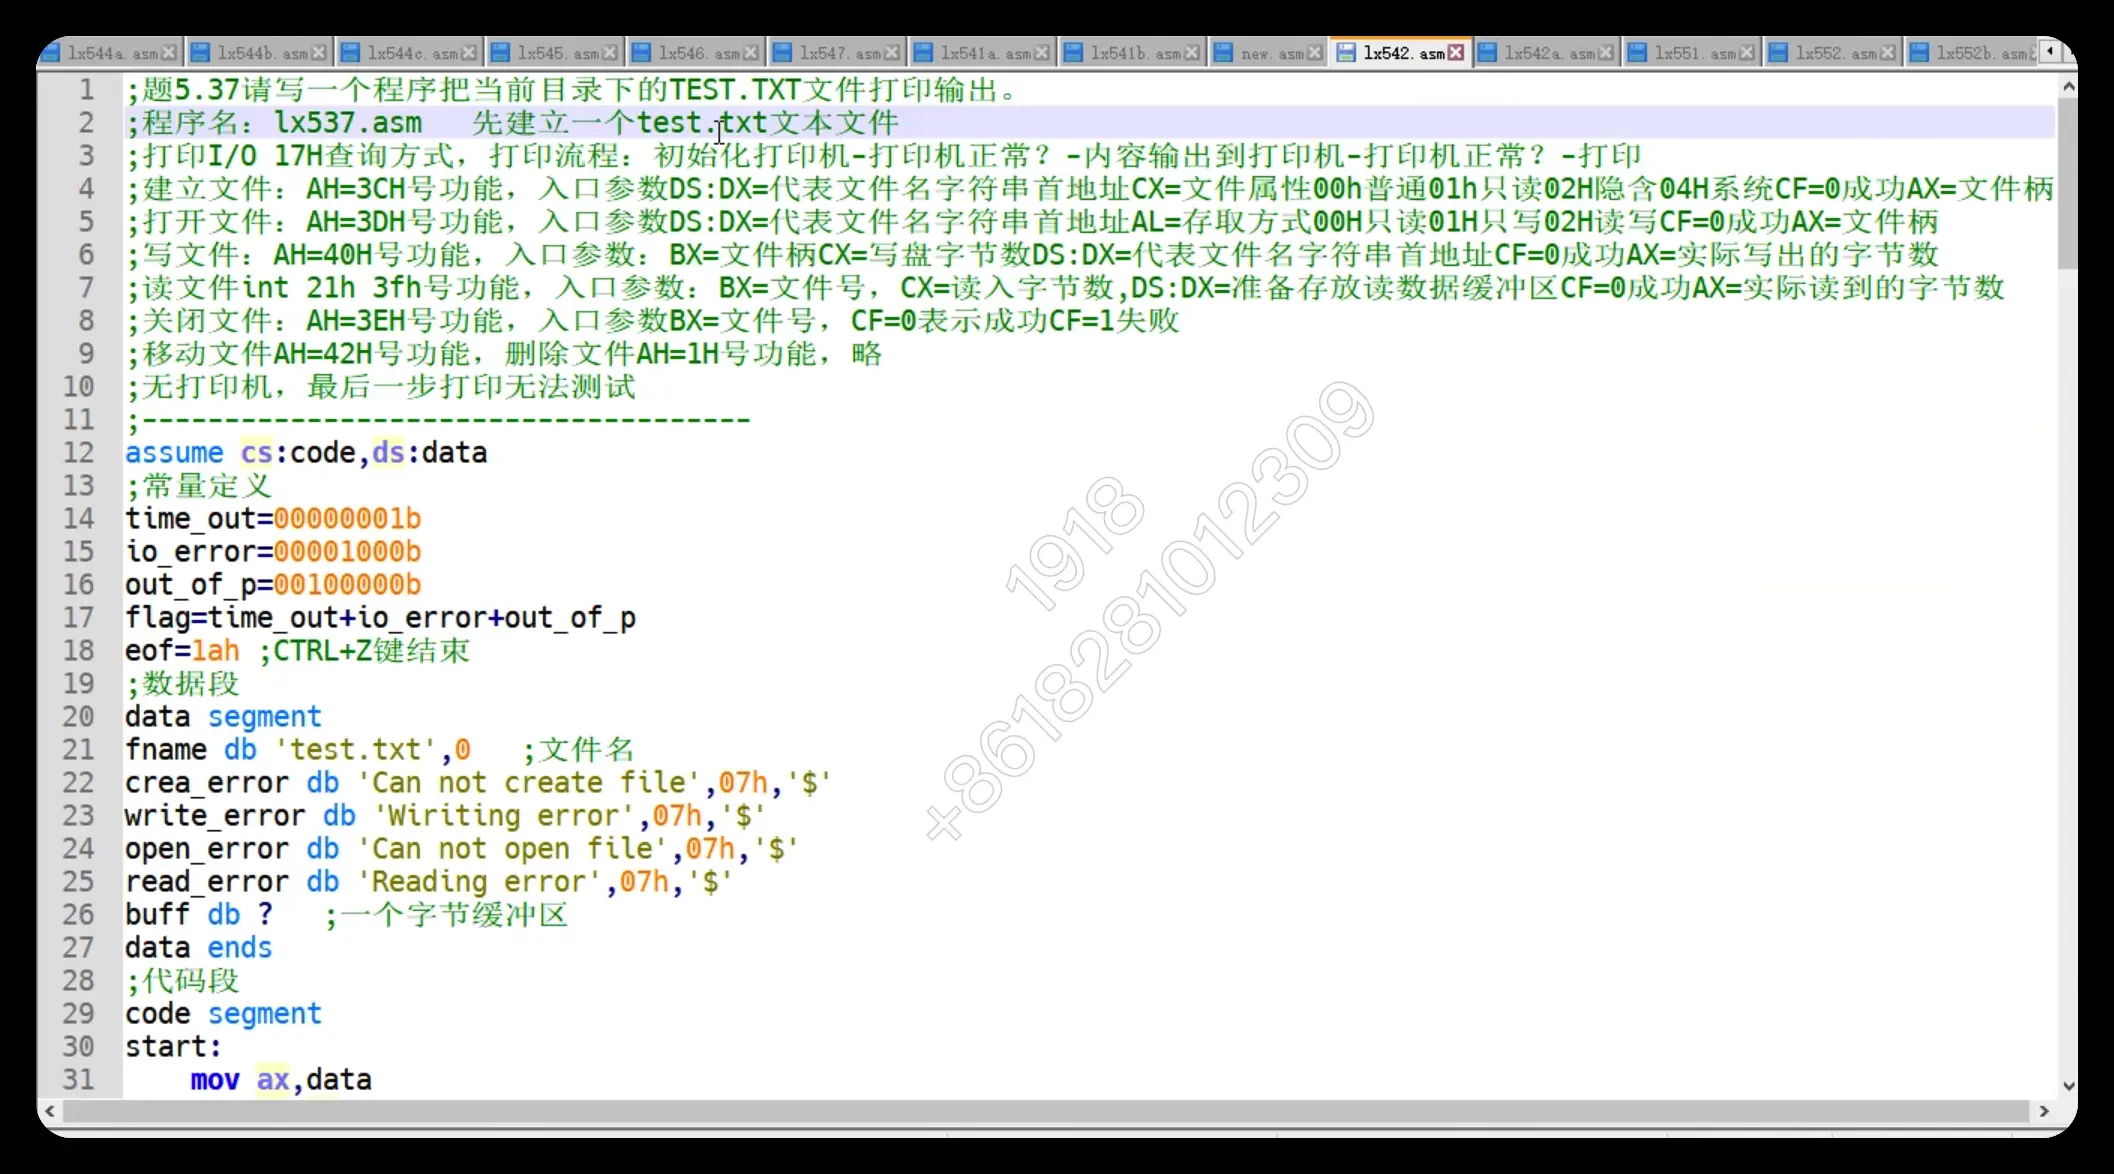 lx544a.asm lx544b.asm lx544c.asm lx545.asm lx546.asm lx547.asm lx541a.asm lx541b.asm new.asm lx542.asm lx542a.asm lx551.asm lx552.asm lx552b.asm
1 ;题5.37请写一个程序把当前目录下的TEST.TXT文件打印输出。
2 ;程序名：lx537.asm   先建立一个test.txt文本文件
3 ;打印I/O 17H查询方式，打印流程：初始化打印机-打印机正常？-内容输出到打印机-打印机正常？-打印
4 ;建立文件：AH=3CH号功能，入口参数DS:DX=代表文件名字符串首地址CX=文件属性00h普通01h只读02H隐含04H系统CF=0成功AX=文件柄
5 ;打开文件：AH=3DH号功能，入口参数DS:DX=代表文件名字符串首地址AL=存取方式00H只读01H只写02H读写CF=0成功AX=文件柄
6 ;写文件：AH=40H号功能，入口参数：BX=文件柄CX=写盘字节数DS:DX=代表文件名字符串首地址CF=0成功AX=实际写出的字节数
7 ;读文件int 21h 3fh号功能，入口参数：BX=文件号，CX=读入字节数,DS:DX=准备存放读数据缓冲区CF=0成功AX=实际读到的字节数
8 ;关闭文件：AH=3EH号功能，入口参数BX=文件号，CF=0表示成功CF=1失败
9 ;移动文件AH=42H号功能，删除文件AH=1H号功能，略
10 ;无打印机，最后一步打印无法测试
11 ;-------------------------------------
12 assume cs:code,ds:data
13 ;常量定义
14 time_out=00000001b
15 io_error=00001000b
16 out_of_p=00100000b
17 flag=time_out+io_error+out_of_p
18 eof=1ah ;CTRL+Z键结束
19 ;数据段
20 data segment
21 fname db 'test.txt',0   ;文件名
22 crea_error db 'Can not create file',07h,'$'
23 write_error db 'Wiriting error',07h,'$'
24 open_error db 'Can not open file',07h,'$'
25 read_error db 'Reading error',07h,'$'
26 buff db ?   ;一个字节缓冲区
27 data ends
28 ;代码段
29 code segment
30 start:
31     mov ax,data
1918
+8618281012309